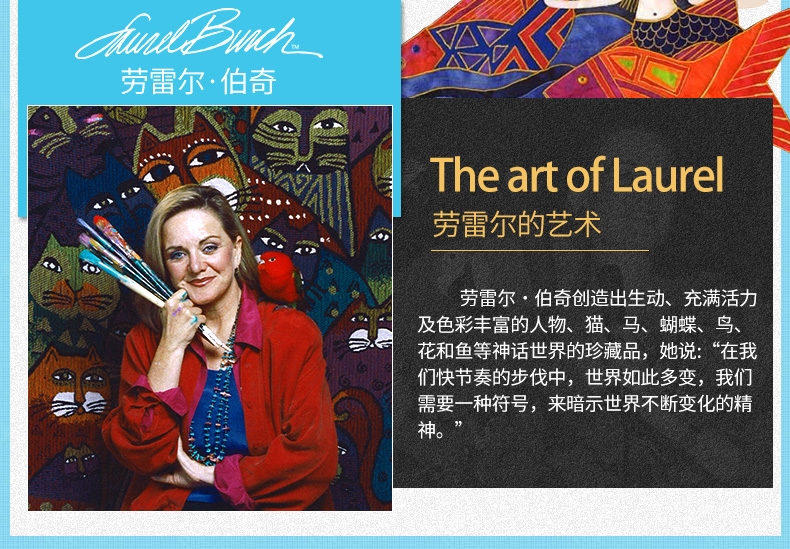 Laurel Burch™
劳雷尔·伯奇
The art of Laurel
劳雷尔的艺术
劳雷尔·伯奇创造出生动、充满活力
及色彩丰富的人物、猫、马、蝴蝶、鸟、
花和鱼等神话世界的珍藏品，她说:“在我
们快节奏的步伐中，世界如此多变，我们
需要一种符号，来暗示世界不断变化的精
神。”